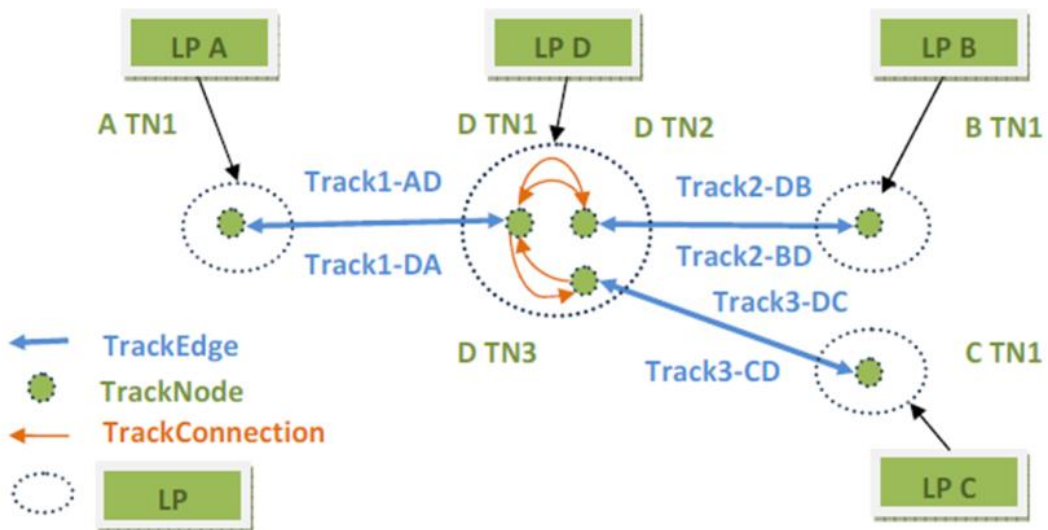 LP A
LP D
LP B
A TN1
D TN1
D TN2
B TN1
Track1-AD
Track2-DB
Track1-DA
Track2-BD
Track3-DC
TrackEdge
D TN3
C TN1
Track3-CD
TrackNode
TrackConnection
LP
LP C